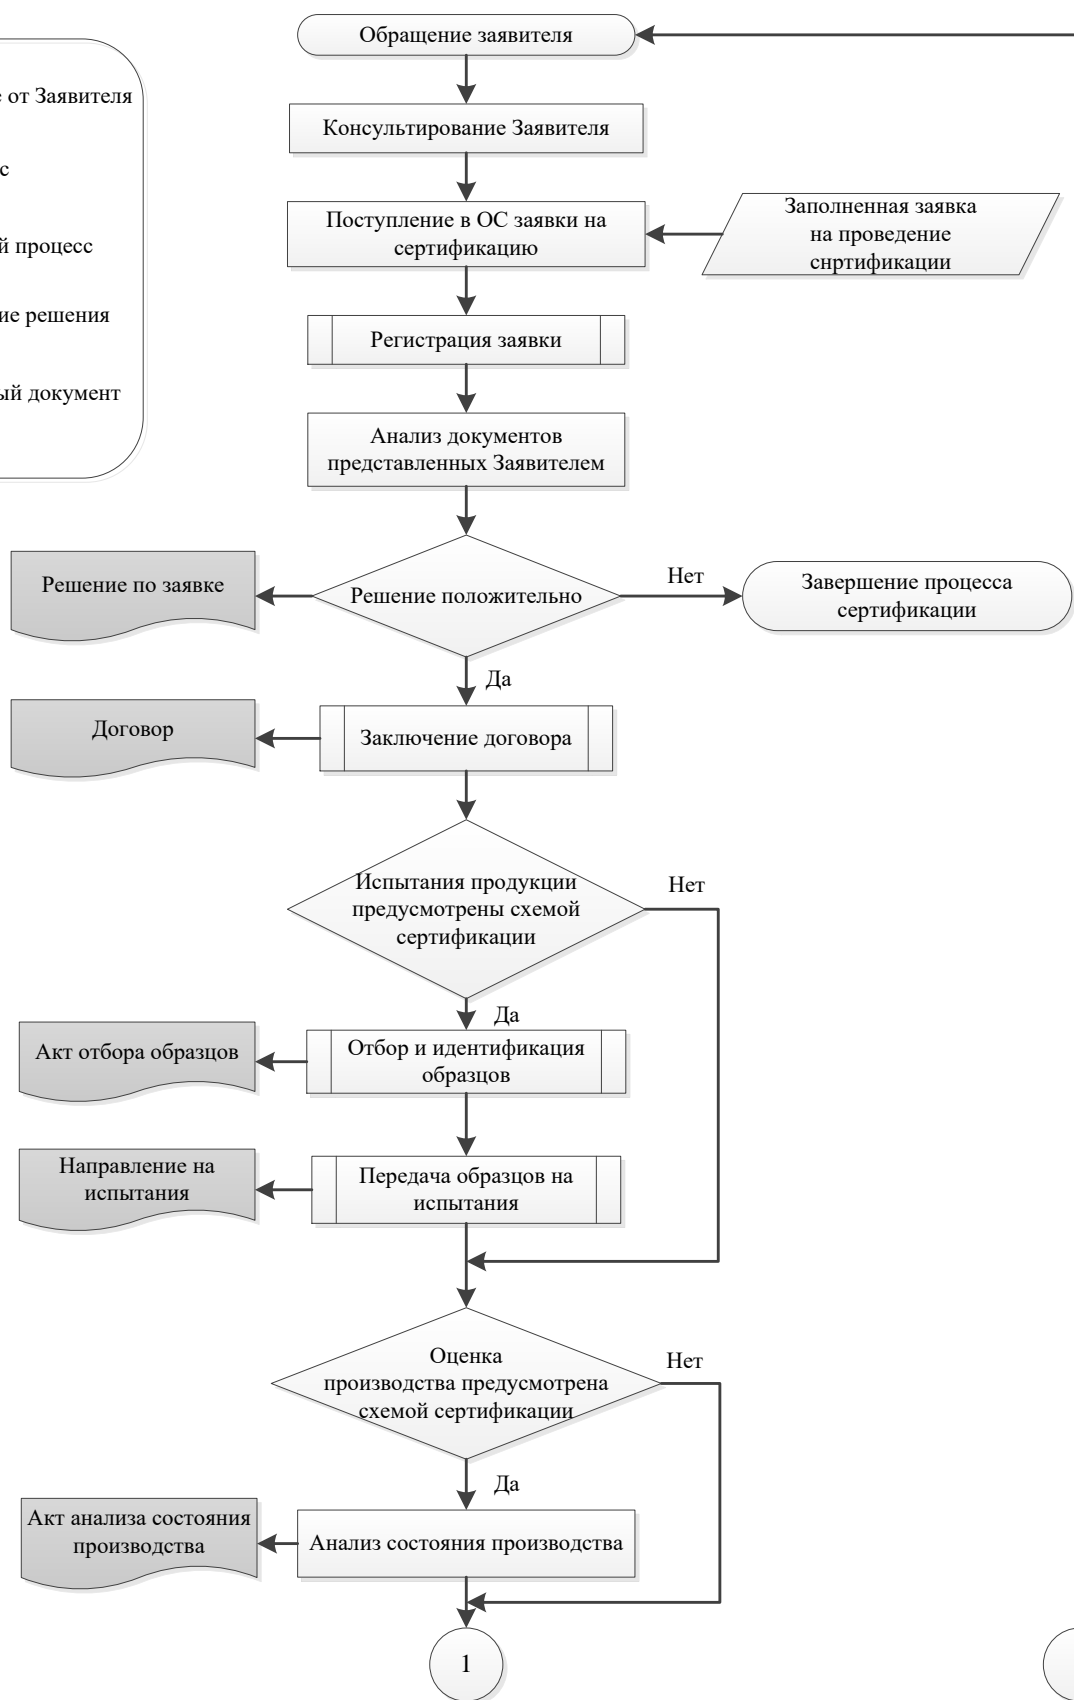 Обращение заявителя
е от Заявителя
с
й процесс
ие решения
ый документ
Консультирование Заявителя
Поступление в ОС заявки на
сертификацию
Заполненная заявка
на проведение
снртификации
Регистрация заявки
Анализ документов
представленных Заявителем
Решение по заявке
Решение положительно
Нет
Завершение процесса
сертификации
Да
Договор
Заключение договора
Испытания продукции
предусмотрены схемой
сертификации
Нет
Да
Акт отбора образцов
Отбор и идентификация
образцов
Направление на
испытания
Передача образцов на
испытания
Оценка
производства предусмотрена
схемой сертификации
Нет
Да
Акт анализа состояния
производства
Анализ состояния производства
1